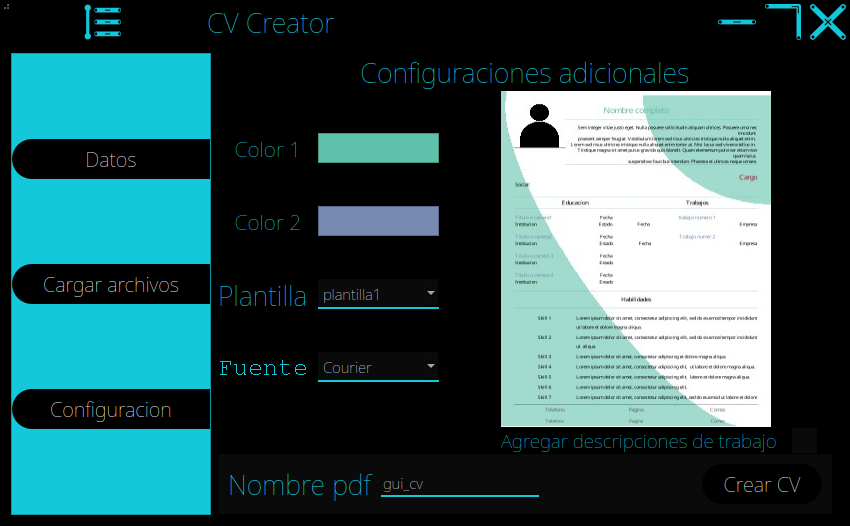 CV Creator
Configuraciones adicionales
Datos
Cargar archivos
Configuracion
Color 1
Color 2
Plantilla
plantilla1
Fuente
Courier
Nombre completo
Sem integer vitae justo eget. Nulla posuere sollicitudin aliquam ultrices. Posuere urna nec
tincidunt
praesent semper feugiat. Vestibulum lorem sed risus ultricies tristique nulla aliquet enim.
Lorem sed risus ultricies tristique nulla aliquet enim tortor at. Nisi lacus sed viverra tellus in.
Tristique magna sit amet purus gravida quis blandit. Quam elementum pulvinar etiam non
quam lacus
suspendisse faucibus interdum. Pharetra et ultrices neque ornare.
Cargo
Social:
Educacion
Trabajos
Titulo o carrera1
Fecha
trabajo numero 1
Institucion
Estado
Fecha
Empresa
Titulo o carrera2
Fecha
Trabajo numer 2
Institucion
Estado
Fecha
Empresa
Titulo o carrera 3
Fecha
Institucion
Estado
Titulo o carrera 4
Fecha
Institucion
Estado
Habilidades
Skill 1 Lorem ipsum dolor sit amet, consectetur adipiscing elit, sed do eiusmod tempor incididunt
ut labore et dolore magna aliqua.
Skill 2 Lorem ipsum dolor sit amet, consectetur adipiscing elit, sed do eiusmod tempor incididunt
ut aliqua.
Skill 3 Lorem ipsum dolor sit amet, consectetur adipiscing et dolore magna aliqua.
Skill 4 Lorem ipsum dolor sit amet, consectetur adipiscing elit, ut labore et dolore magna aliqua.
Skill 5 Lorem ipsum dolor sit amet, consectetur adipiscing elit, labore et dolore magna aliqua.
Skill 6 Lorem ipsum dolor sit amet, consectetur adipiscing elit
Skill 7 Lorem ipsum dolor sit amet, consectetur adipiscing elit, sed do eiusmod ut labore et dolore
Telefono Pagina Correo
Telefono Pagina Correo
Agregar descripciones de trabajo
Nombre pdf
gui_cv
Crear CV